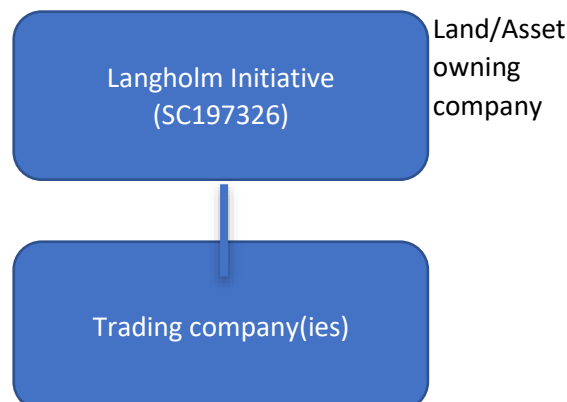 Langholm Initiative
(SC197326)
Land/Asset
owning
company
Trading company(ies)